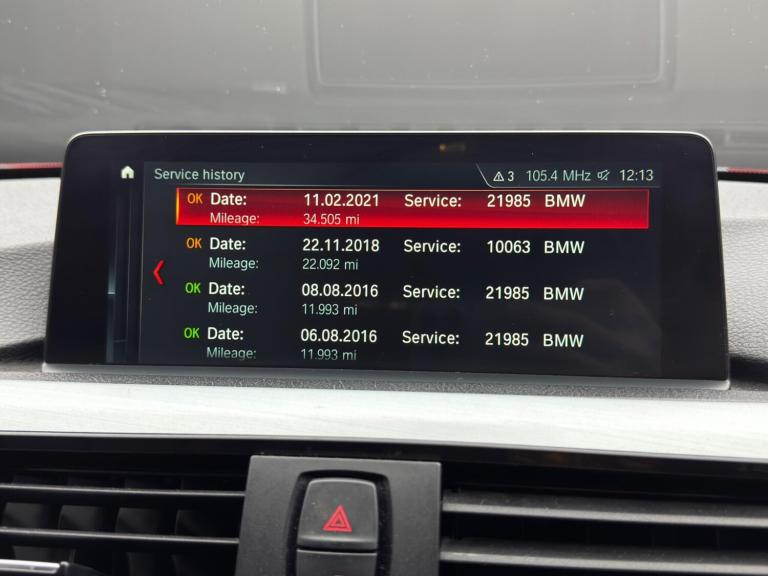 Service history 3 105.4 MHz 12:13
OK Date: 11.02.2021 Service: 21985 BMW
Mileage: 34.505 mi
OK Date: 22.11.2018 Service: 10063 BMW
Mileage: 22.092 mi
OK Date: 08.08.2016 Service: 21985 BMW
Mileage: 11.993 mi
OK Date: 06.08.2016 Service: 21985 BMW
Mileage: 11.993 mi